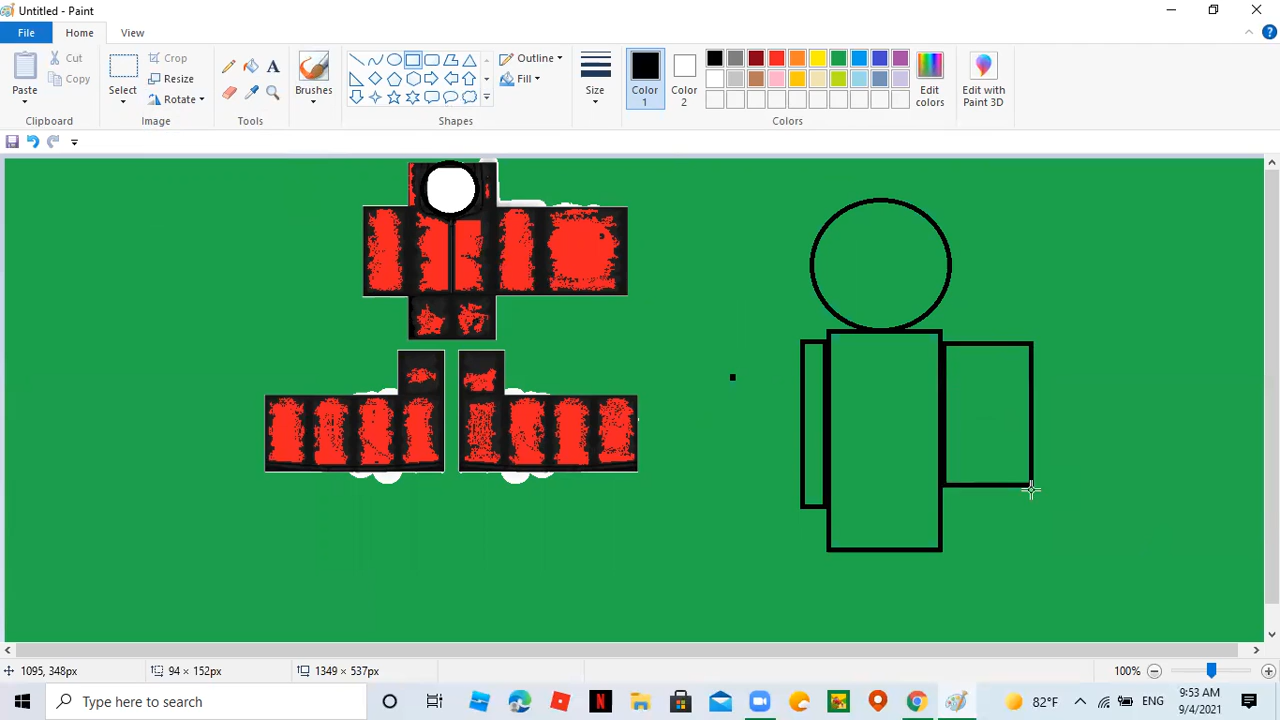 Untitled - Paint
File Home View
Paste Cut Copy Select Crop Resize Rotate Brushes Outline Fill Size Color 1 Color 2 Edit colors Edit with Paint 3D
Clipboard Image Tools Shapes Colors
1095, 348px 94 × 152px 1349 × 537px 100%
Type here to search 82°F ENG 9:53 AM 9/4/2021